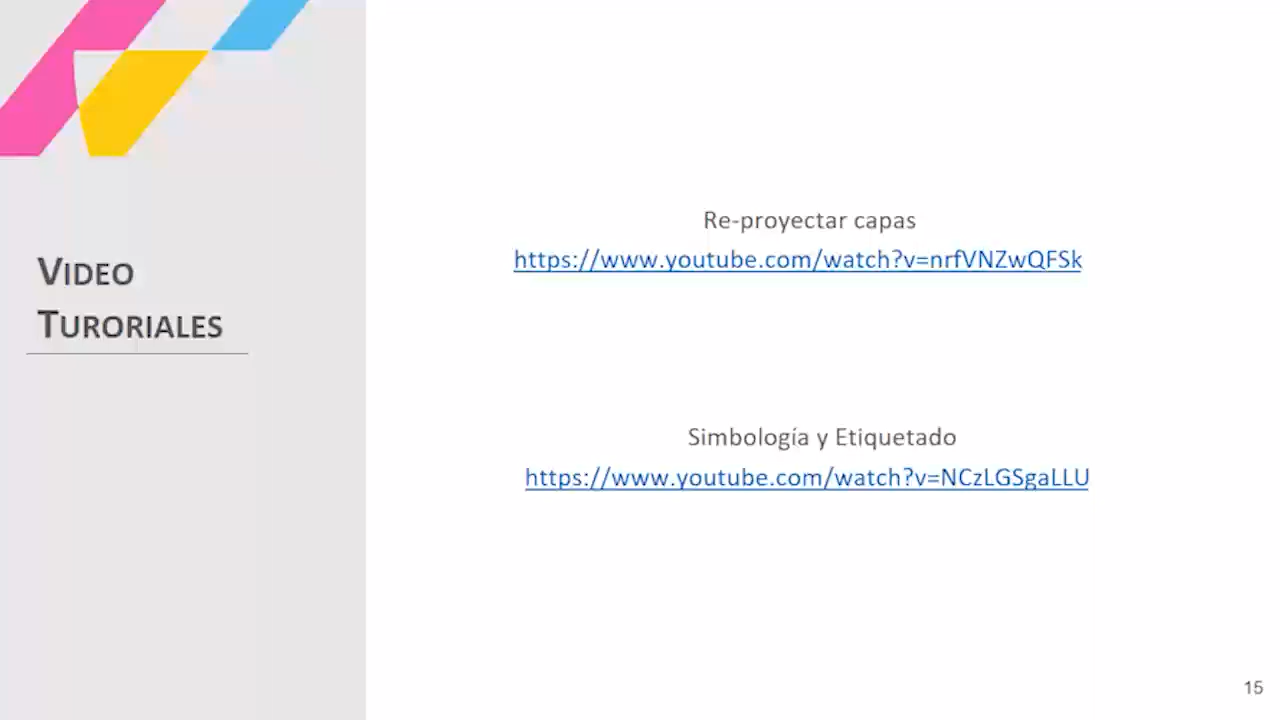 VIDEO
TURORIALES
Re-proyectar capas
https://www.youtube.com/watch?v=nrfVNZwQFSk
Simbología y Etiquetado
https://www.youtube.com/watch?v=NCzLGSgaLLU
15